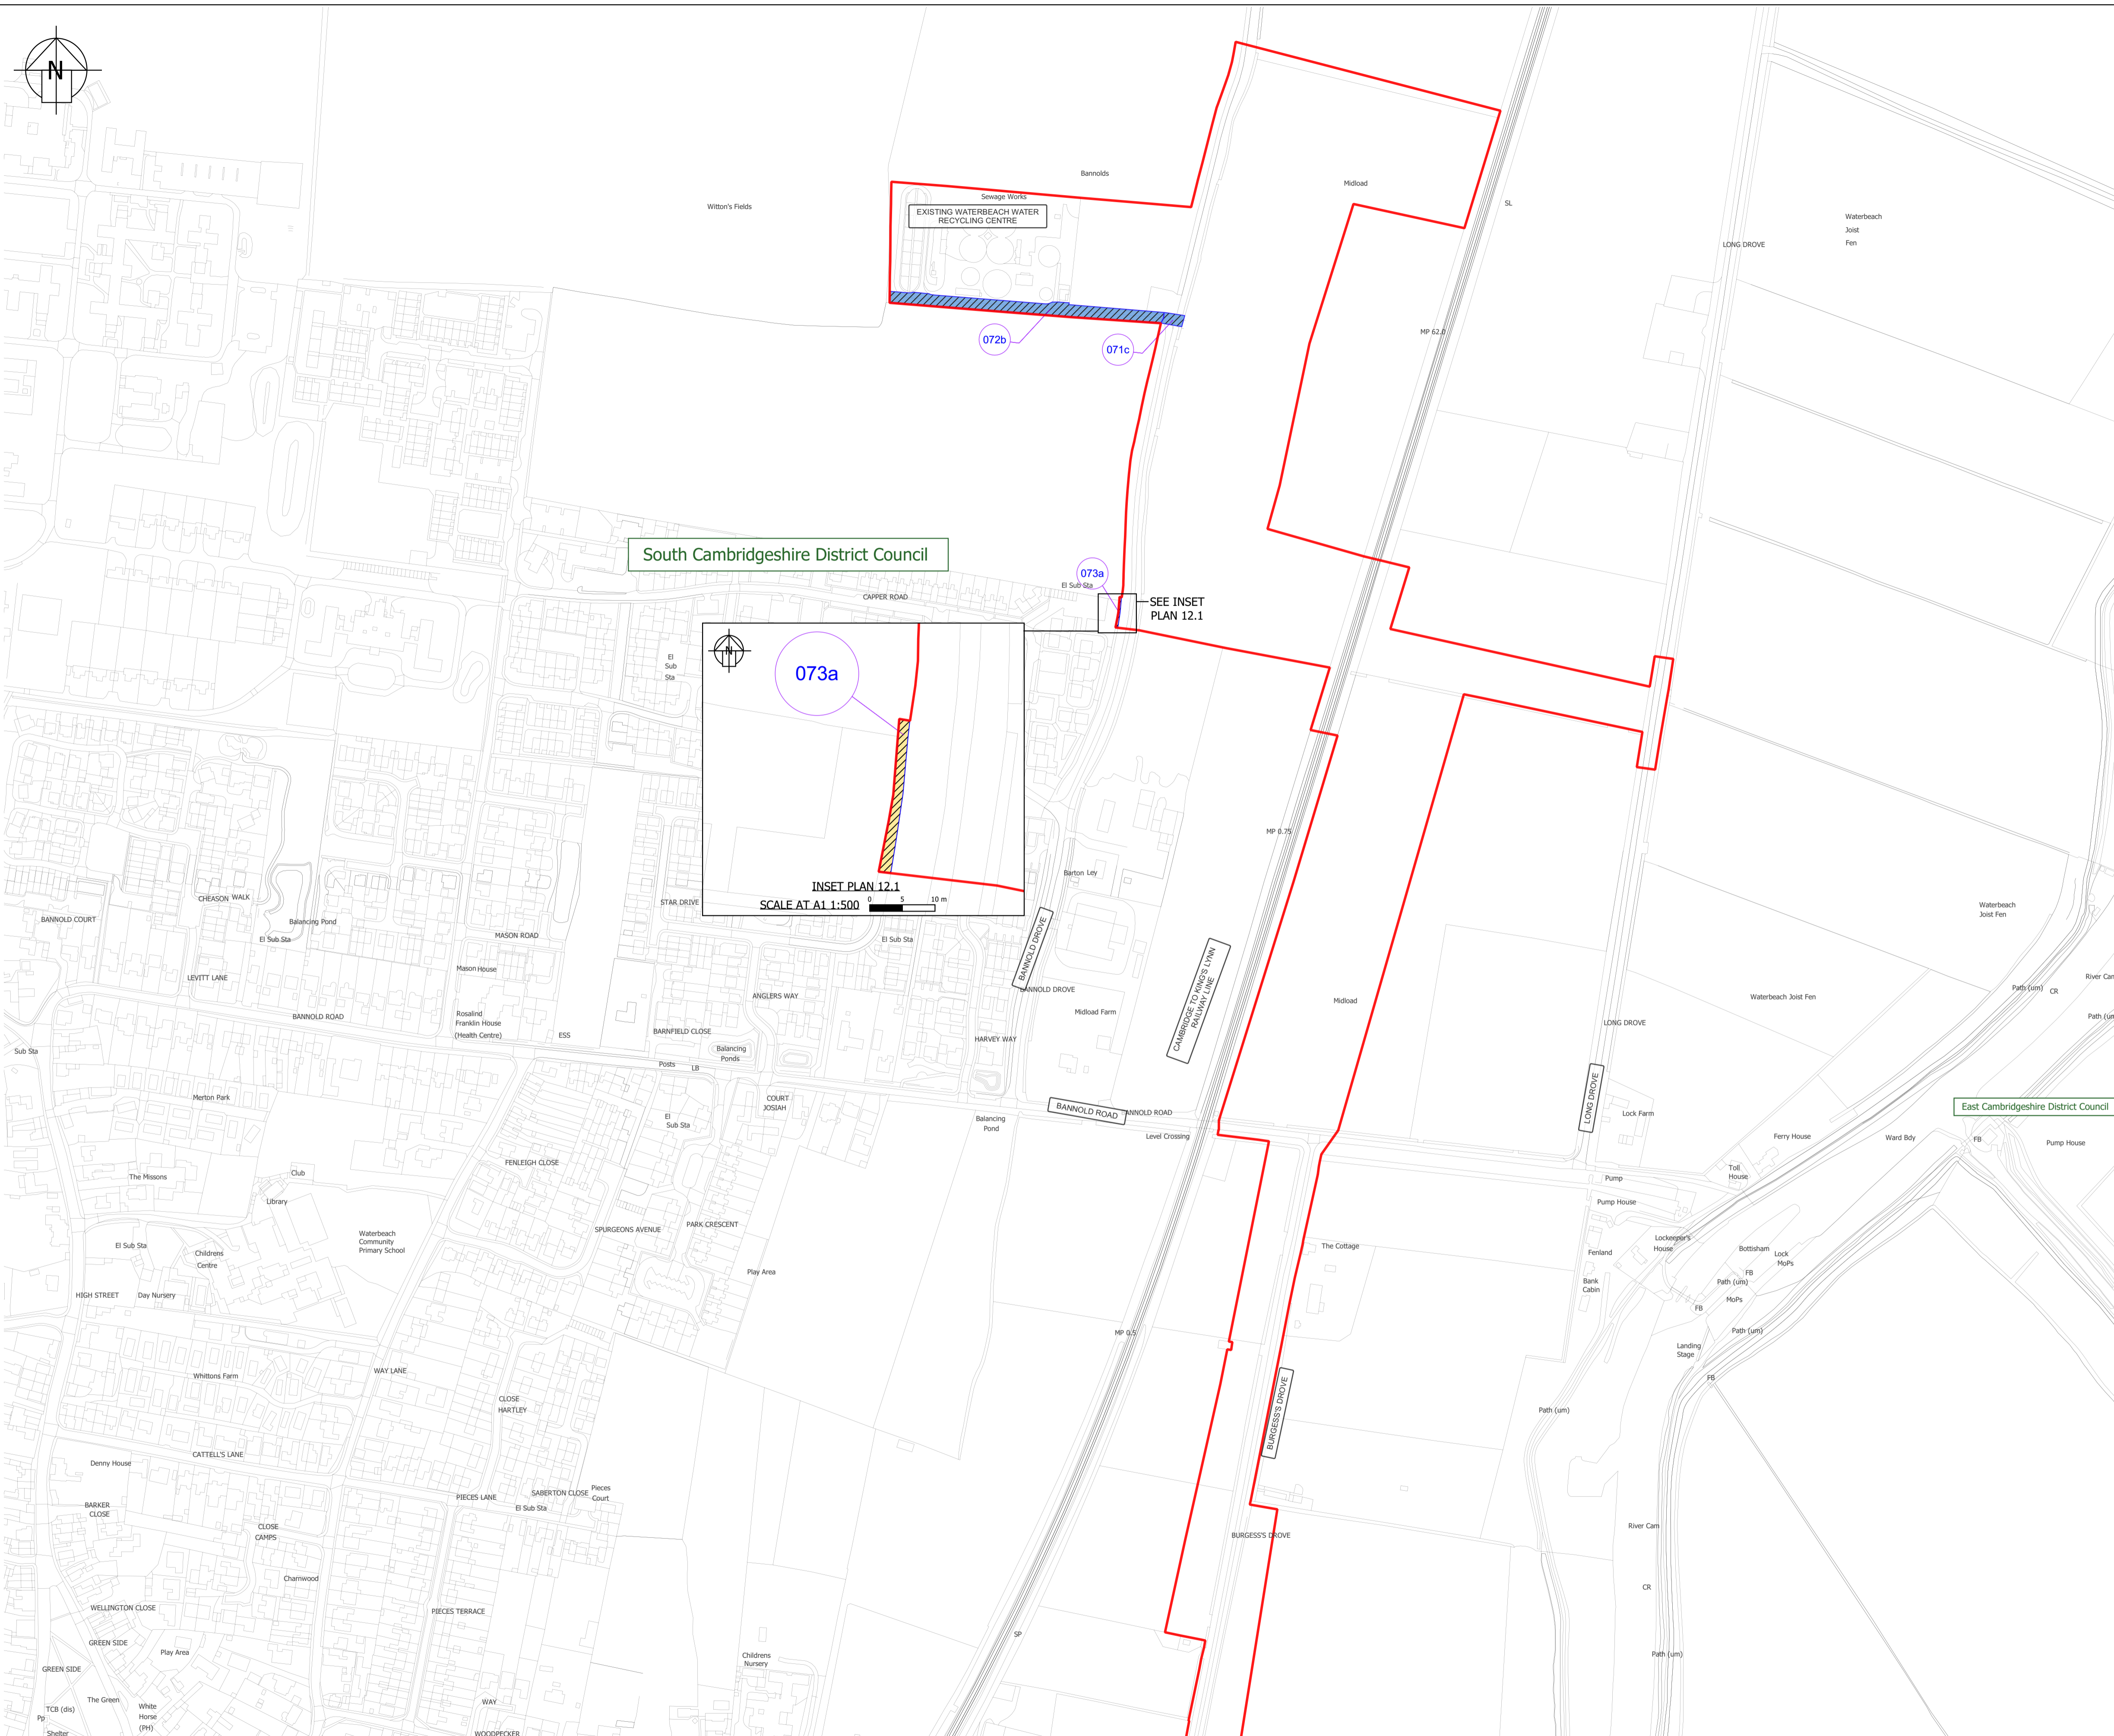 N
Bannolds
Midload
Sewage Works
Witton's Fields
EXISTING WATERBEACH WATER
RECYCLING CENTRE
SL
Waterbeach
Joist
Fen
LONG DROVE
MP 62.0
072b
071c
South Cambridgeshire District Council
073a
El Sub Sta
CAPPER ROAD
SEE INSET
PLAN 12.1
N
073a
El
Sub
Sta
INSET PLAN 12.1
SCALE AT A1 1:500
0 5 10 m
MP 0.75
Barton Ley
CHEASON WALK
STAR DRIVE
BANNOLD COURT
Balancing Pond
El Sub Sta
MASON ROAD
El Sub Sta
BANNOLD DROVE
Waterbeach
Joist Fen
Mason House
LEVITT LANE
BANNOLD DROVE
CAMBRIDGE TO KING'S LYNN
RAILWAY LINE
River Cam
Path (um)
CR
ANGLERS WAY
Waterbeach Joist Fen
Midload
Midload Farm
Path (um)
BANNOLD ROAD
Rosalind
Franklin House
(Health Centre)
ESS
BARNFIELD CLOSE
LONG DROVE
HARVEY WAY
Sub Sta
Balancing
Ponds
Posts
LB
Merton Park
COURT
JOSIAH
BANNOLD ROAD
ANNOLD ROAD
LONG DROVE
Lock Farm
East Cambridgeshire District Council
El
Sub Sta
Balancing
Pond
Level Crossing
Ferry House
Ward Bdy
FB
Pump House
FENLEIGH CLOSE
Toll
House
The Missons
Club
Pump
Library
Pump House
Waterbeach
Community
Primary School
SPURGEONS AVENUE
PARK CRESCENT
El Sub Sta
Childrens
Centre
The Cottage
Fenland
Lockeeper's
House
Bottisham
Lock
MoPs
Play Area
FB
Bank
Cabin
Path (um)
HIGH STREET
Day Nursery
MoPs
FB
MP 0.5
Path (um)
Landing
Stage
WAY LANE
Whittons Farm
FB
CLOSE
HARTLEY
BURGESS'S DROVE
Path (um)
CATTELL'S LANE
Denny House
Pieces
Court
SABERTON CLOSE
PIECES LANE
El Sub Sta
BARKER
CLOSE
CLOSE
CAMPS
River Cam
BURGESS'S DROVE
Charnwood
CR
WELLINGTON CLOSE
PIECES TERRACE
SP
GREEN SIDE
Play Area
Childrens
Nursery
Path (um)
GREEN SIDE
The Green
WAY
WOODPECKER
TCB (dis)
Pp
Shelter
White
Horse
(PH)